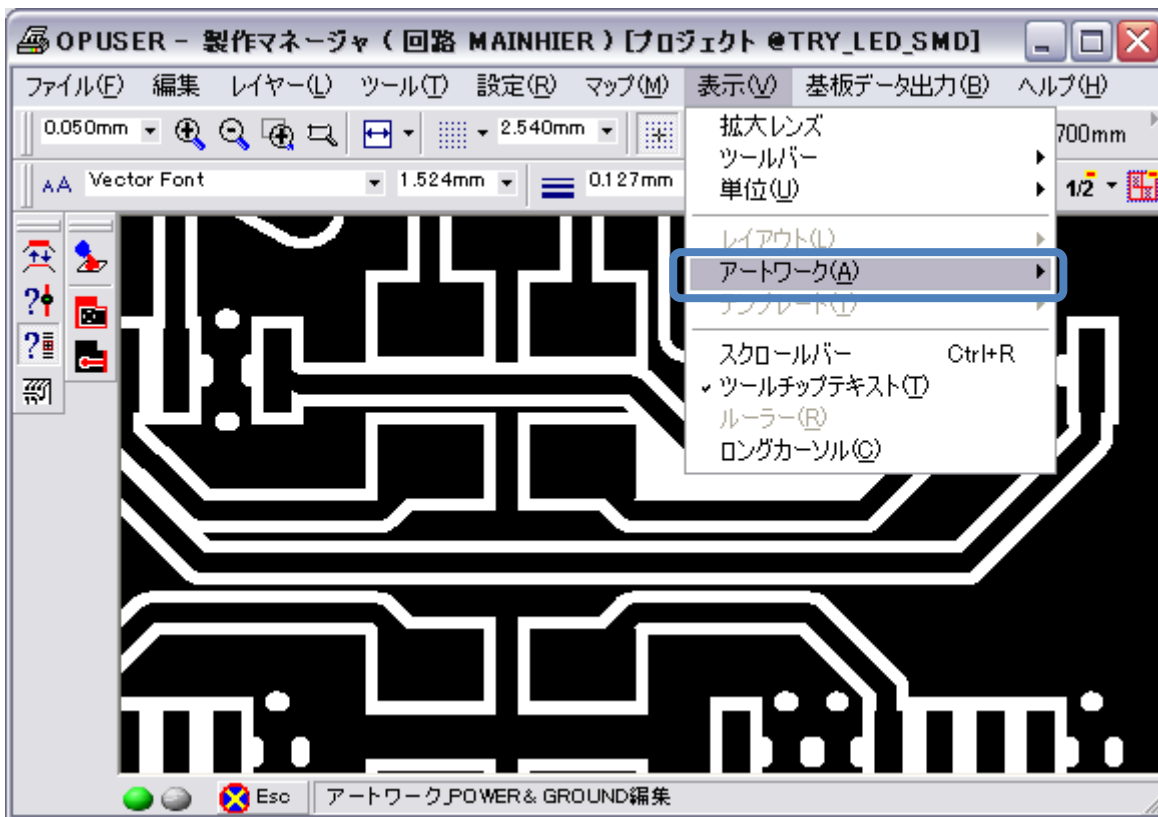 OPUSER - 製作マネージャ ( 回路 MAINHIER ) [プロジェクト @TRY_LED_SMD]
ファイル(F) 編集 レイヤー(L) ツール(T) 設定(R) マップ(M) 表示(V) 基板データ出力(B) ヘルプ(H)
0.050mm 2.540mm 700mm
AA Vector Font 1.524mm 0.127mm 1/2
拡大レンズ
ツールバー
単位(U)
レイアウト(L)
アートワーク(A)
テンプレート(T)
スクロールバー Ctrl+R
ツールチップテキスト(T)
ルーラー(R)
ロングカーソル(C)
Esc アートワーク,POWER& GROUND編集